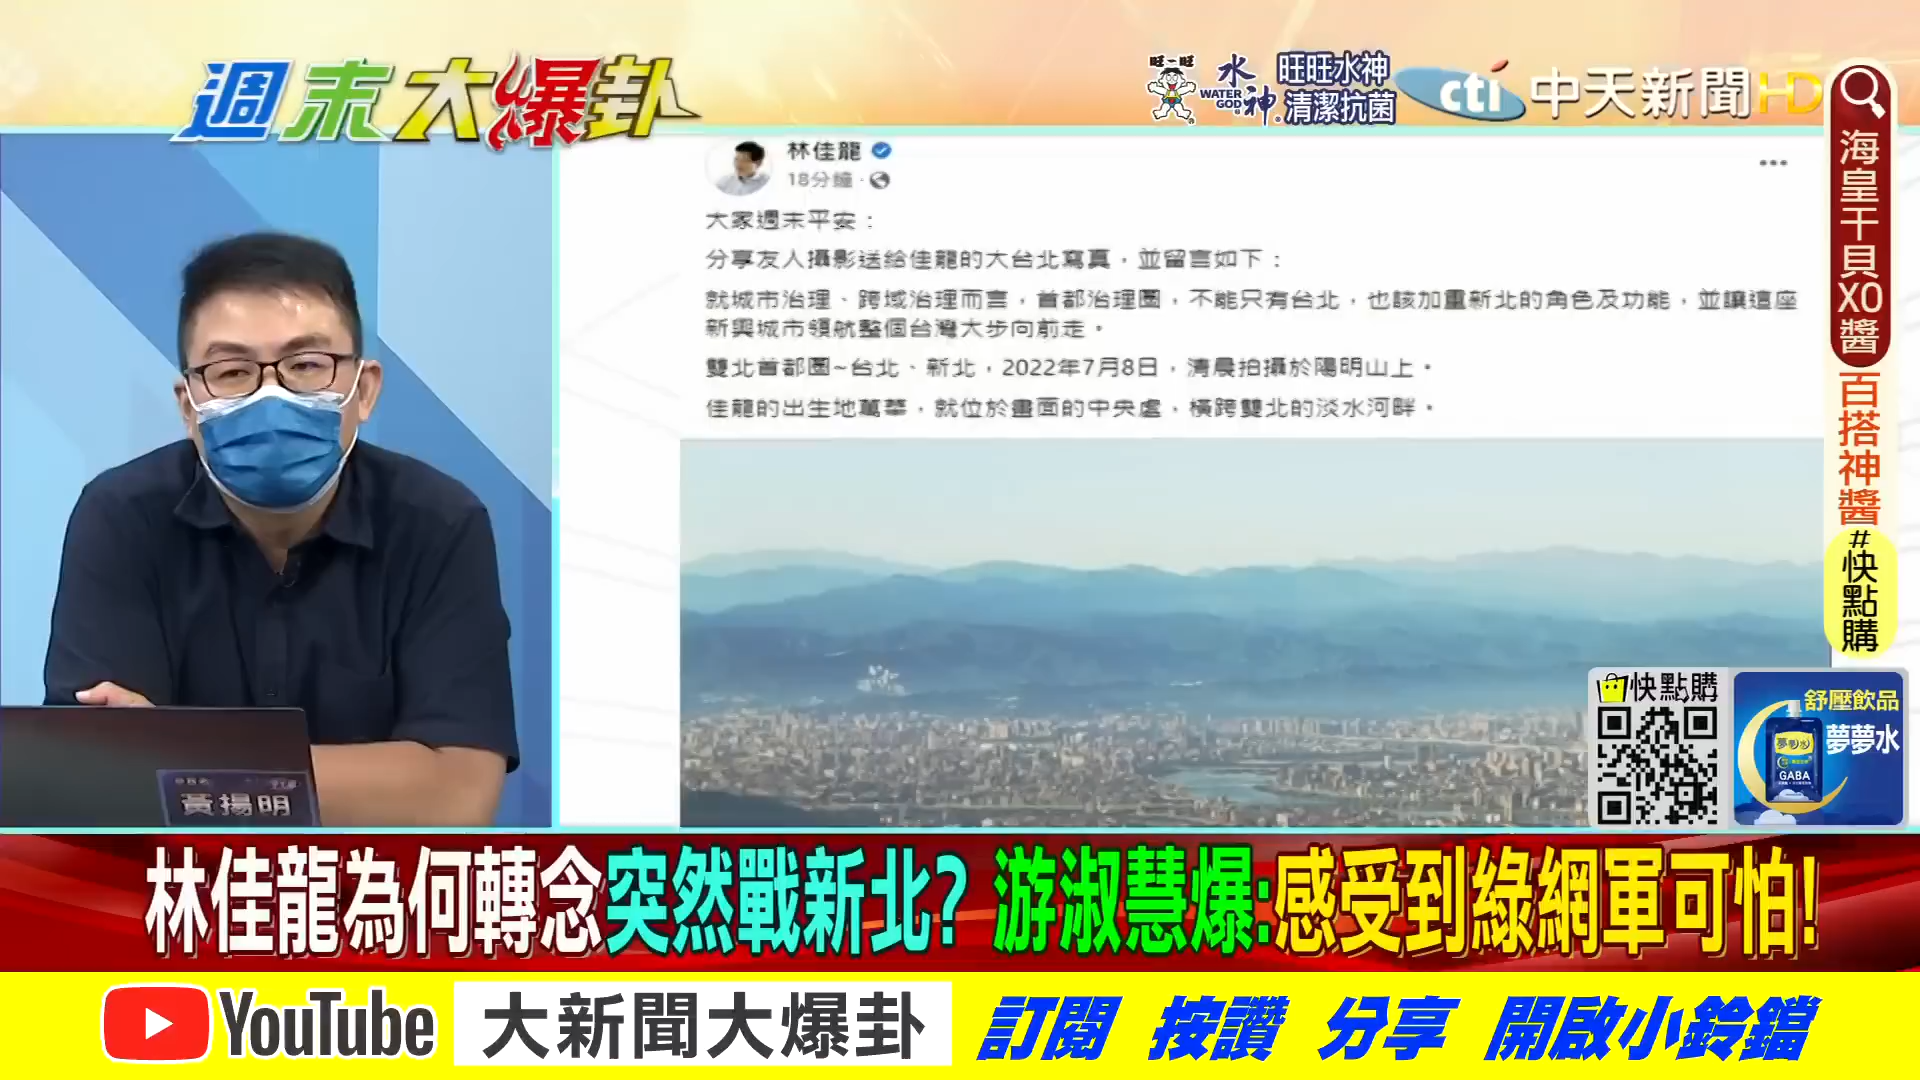 週末大爆卦
旺一旺
水神
WATER GOD
旺旺水神
清潔抗菌
cti 中天新聞HD
林佳龍
18分鐘
大家週末平安：
分享友人攝影送給佳龍的大台北寫真，並留言如下：
就城市治理、跨域治理而言，首都治理圈，不能只有台北，也該加重新北的角色及功能，並讓這座
新興城市領航整個台灣大步向前走。
雙北首都圈~台北、新北，2022年7月8日，清晨拍攝於陽明山上。
佳龍的出生地萬華，就位於畫面的中央處，橫跨雙北的淡水河畔。
海皇干貝XO醬
百搭神醬
#快點購
快點購
舒壓飲品
夢夢水
夢夢水
GABA
黃揚明
林佳龍為何轉念突然戰新北? 游淑慧爆:感受到綠網軍可怕!
YouTube 大新聞大爆卦 訂閱 按讚 分享 開啟小鈴鐺